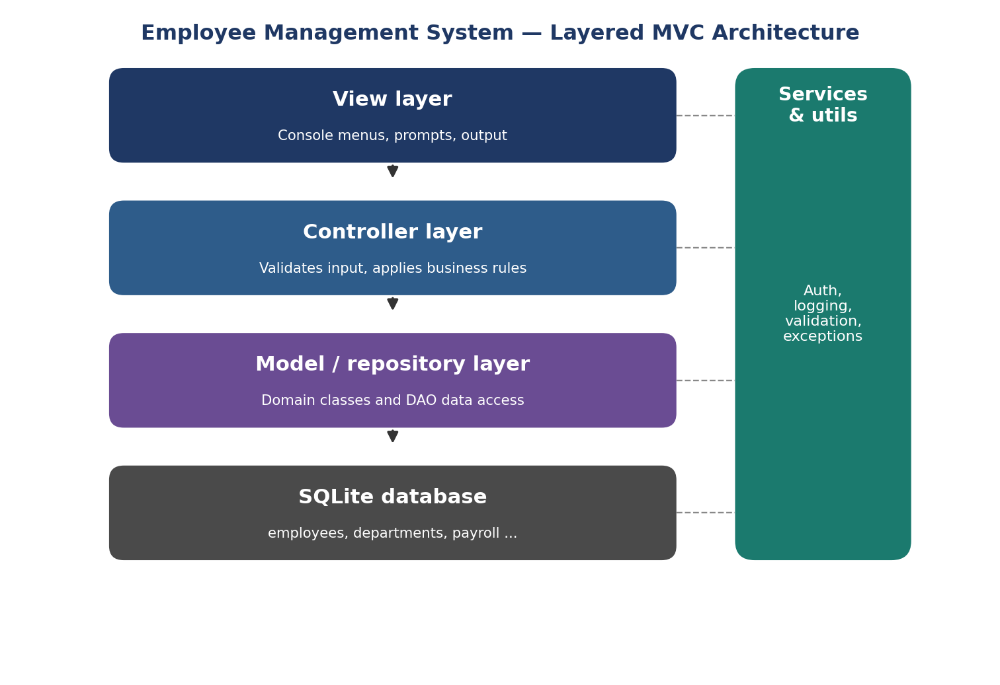 Employee Management System — Layered MVC Architecture
View layer
Console menus, prompts, output
Controller layer
Validates input, applies business rules
Model / repository layer
Domain classes and DAO data access
SQLite database
employees, departments, payroll ...
Services
& utils
Auth,
logging,
validation,
exceptions